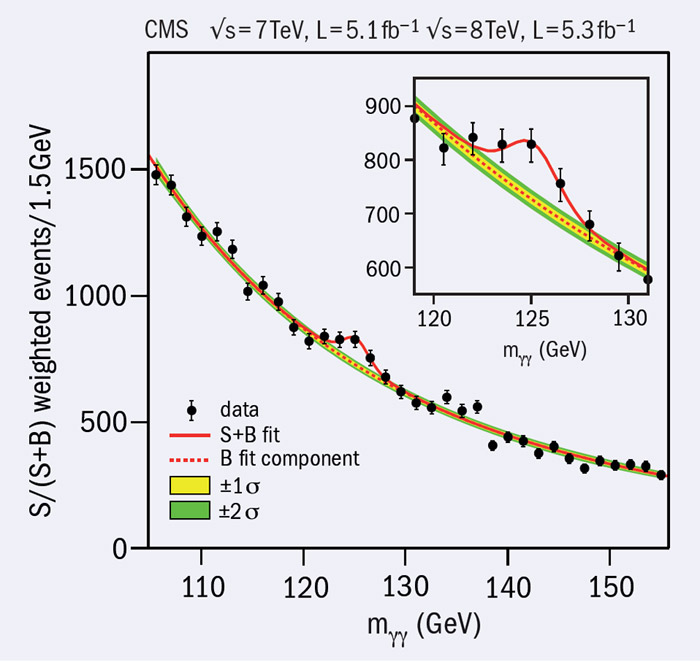 CMS √s=7TeV, L=5.1fb⁻¹ √s=8TeV, L=5.3fb⁻¹
S/(S+B) weighted events/1.5GeV
1500
1000
500
0
110 120 130 140 150
mγγ (GeV)
900
800
700
600
120 125 130
mγγ (GeV)
data
S+B fit
B fit component
±1σ
±2σ